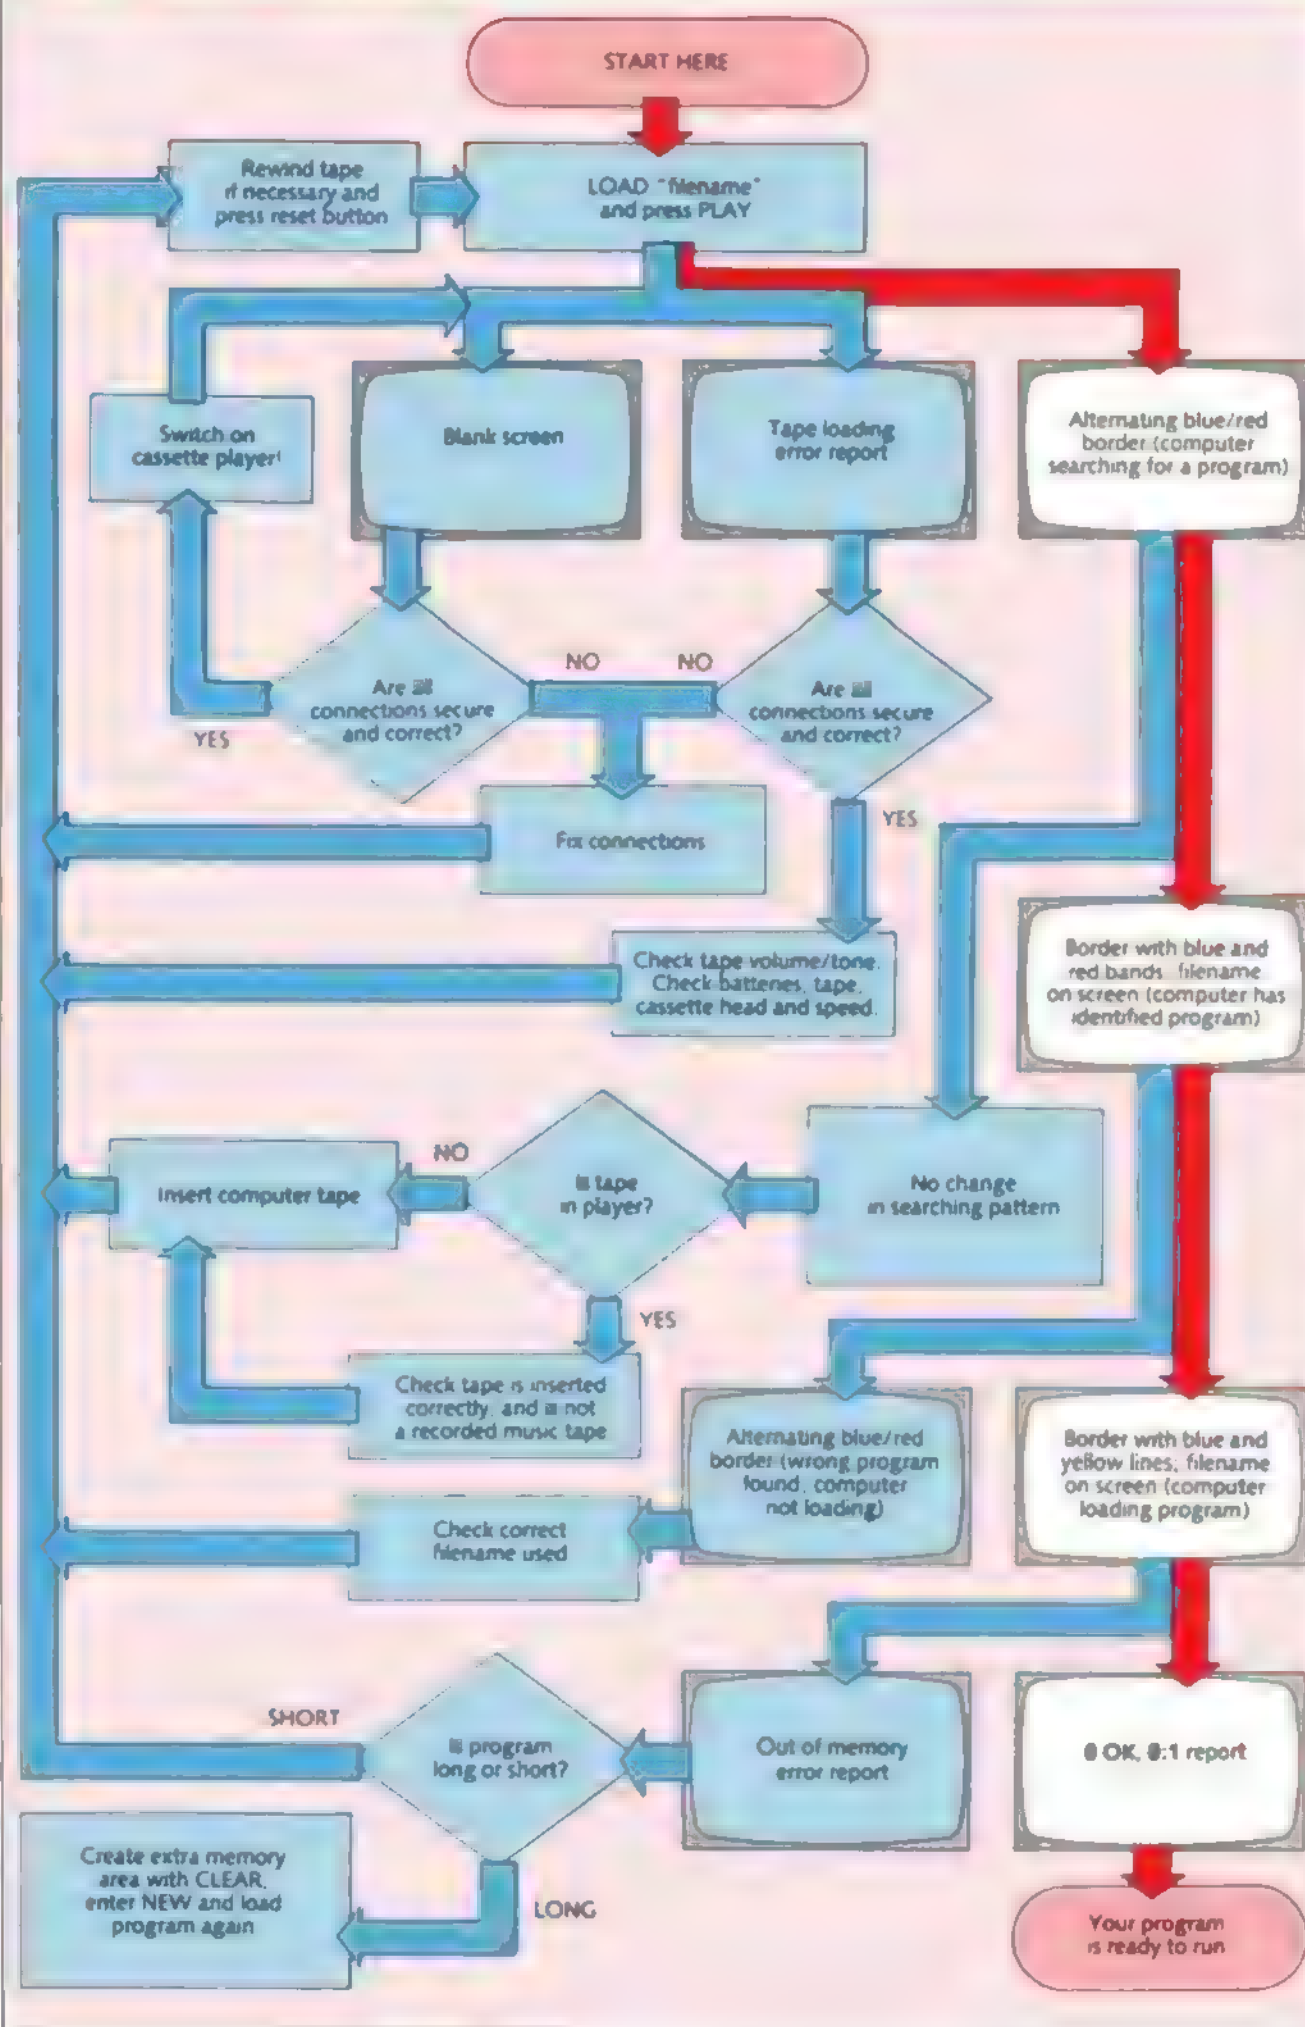 START HERE
Rewind tape
if necessary and
press reset button
LOAD "filename"
and press PLAY
Switch on
cassette player!
Blank screen
Tape loading
error report
Alternating blue/red
border (computer
searching for a program)
NO
NO
Are all
connections secure
and correct?
Are all
connections secure
and correct?
YES
YES
Fix connections
Check tape volume/tone.
Check batteries, tape,
cassette head and speed.
Border with blue and
red bands, filename
on screen (computer has
identified program)
NO
Insert computer tape
Is tape
in player?
No change
in searching pattern
YES
Check tape is inserted
correctly, and is not
a recorded music tape
Alternating blue/red
border (wrong program
found, computer
not loading)
Border with blue and
yellow lines; filename
on screen (computer
loading program)
Check correct
filename used
SHORT
Is program
long or short?
Out of memory
error report
0 OK, 0:1 report
Create extra memory
area with CLEAR,
enter NEW and load
program again
LONG
Your program
is ready to run